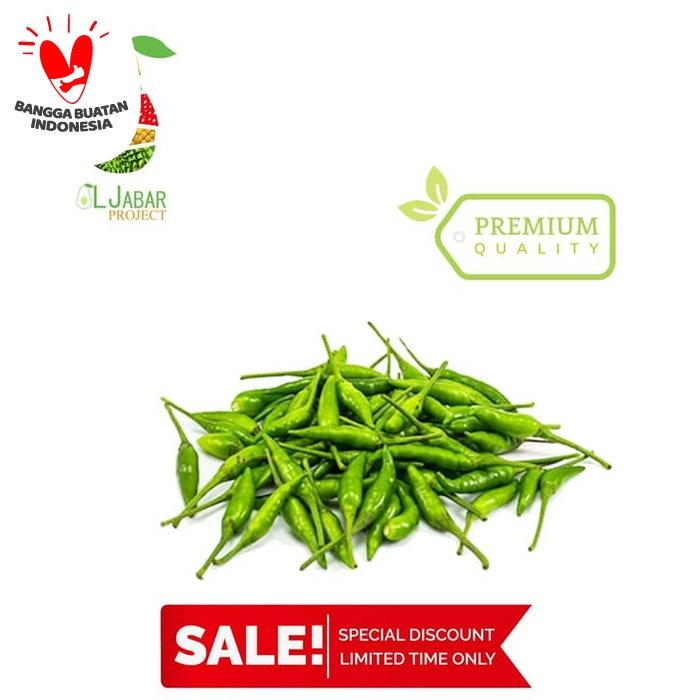 BANGGA BUATAN
INDONESIA
L JABAR
PROJECT
PREMIUM
QUALITY
SALE!
SPECIAL DISCOUNT
LIMITED TIME ONLY